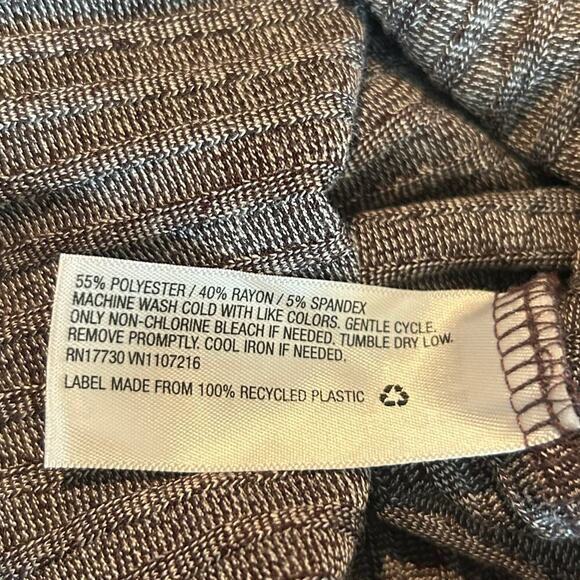 55% POLYESTER / 40% RAYON / 5% SPANDEX
MACHINE WASH COLD WITH LIKE COLORS. GENTLE CYCLE.
ONLY NON-CHLORINE BLEACH IF NEEDED. TUMBLE DRY LOW.
REMOVE PROMPTLY. COOL IRON IF NEEDED.
RN17730 VN1107216
LABEL MADE FROM 100% RECYCLED PLASTIC